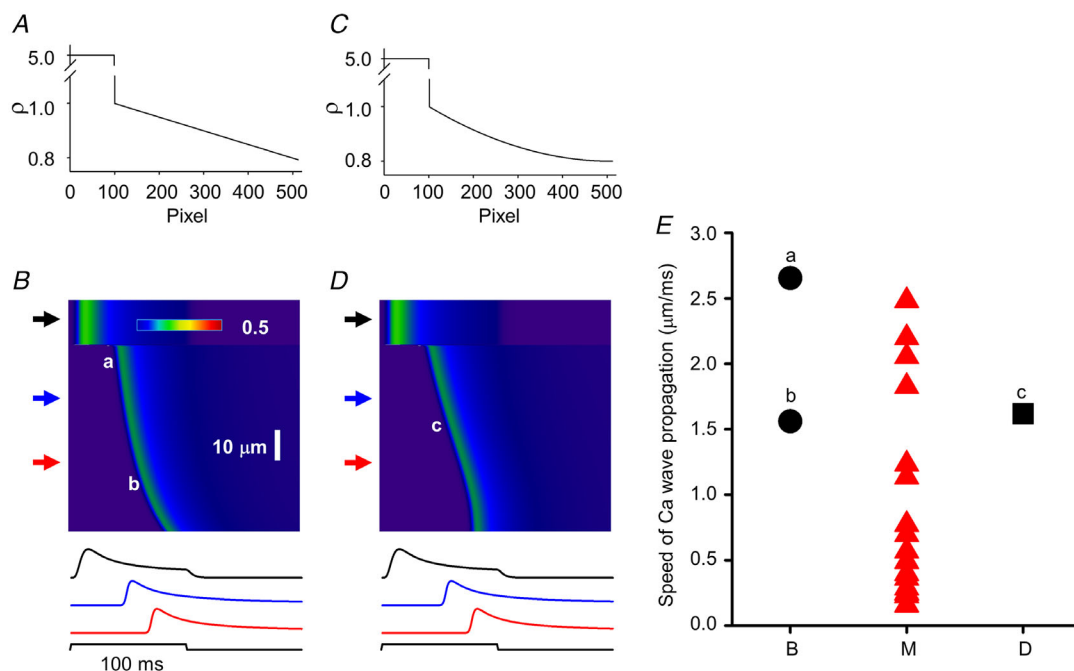 A
5.0
1.0
0.8
ρ
0 100 200 300 400 500
Pixel
C
5.0
1.0
0.8
ρ
0 100 200 300 400 500
Pixel
B
0.5
a
b
10 µm
100 ms
D
c
E
Speed of Ca wave propagation (µm/ms)
3.0
2.5
2.0
1.5
1.0
0.5
0.0
a
b
c
B M D